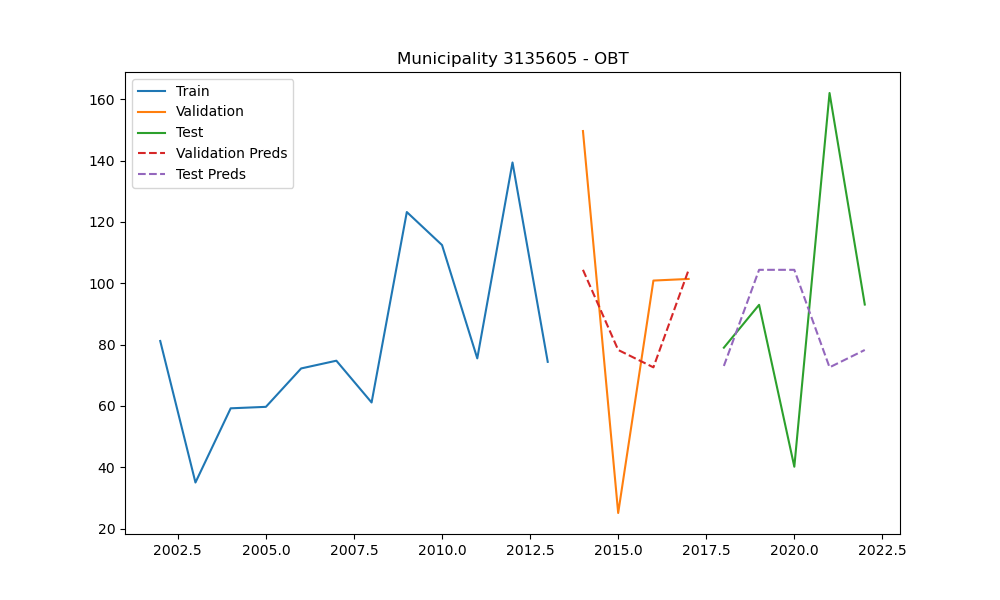 Municipality 3135605 - OBT
Train
Validation
Test
Validation Preds
Test Preds
160
140
120
100
80
60
40
20
2002.5 2005.0 2007.5 2010.0 2012.5 2015.0 2017.5 2020.0 2022.5